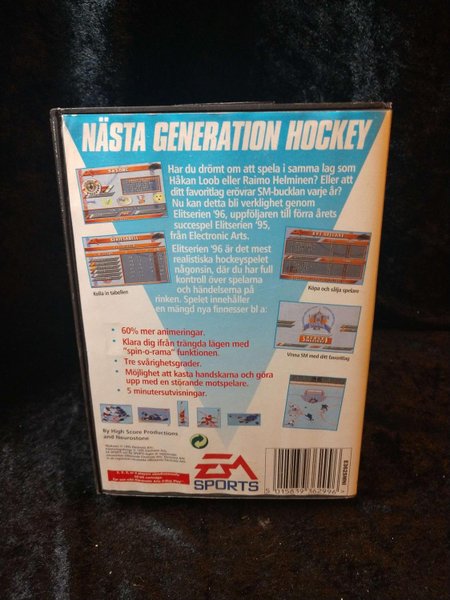 NÄSTA GENERATION HOCKEY
Har du drömt om att spela i samma lag som
Håkan Loob eller Raimo Helminen? Eller att
ditt favoritlag erövrar SM-bucklan varje år?
Nu kan detta bli verklighet genom
Elitserien '96, uppföljaren till förra årets
succespel Elitserien '95,
från Electronic Arts.
Elitserien '96 är det mest
realistiska hockeyspelet
någonsin, där du har full
kontroll över spelarna
och händelserna på
rinken. Spelet innehåller
en mängd nya finnesser bl a:
Kolla in tabellen
Köpa och sälja spelare
Vinna SM med ditt favoritlag
• 60% mer animeringar.
• Klara dig ifrån trängda lägen med
"spin-o-rama" funktionen.
• Tre svårighetsgrader.
• Möjlighet att kasta handskarna och göra
upp med en störande motspelare.
• 5 minutersutvisningar.
By High Score Productions
and Neurostone
EA
SPORTS
E302SMNI
5 015839 362996 >